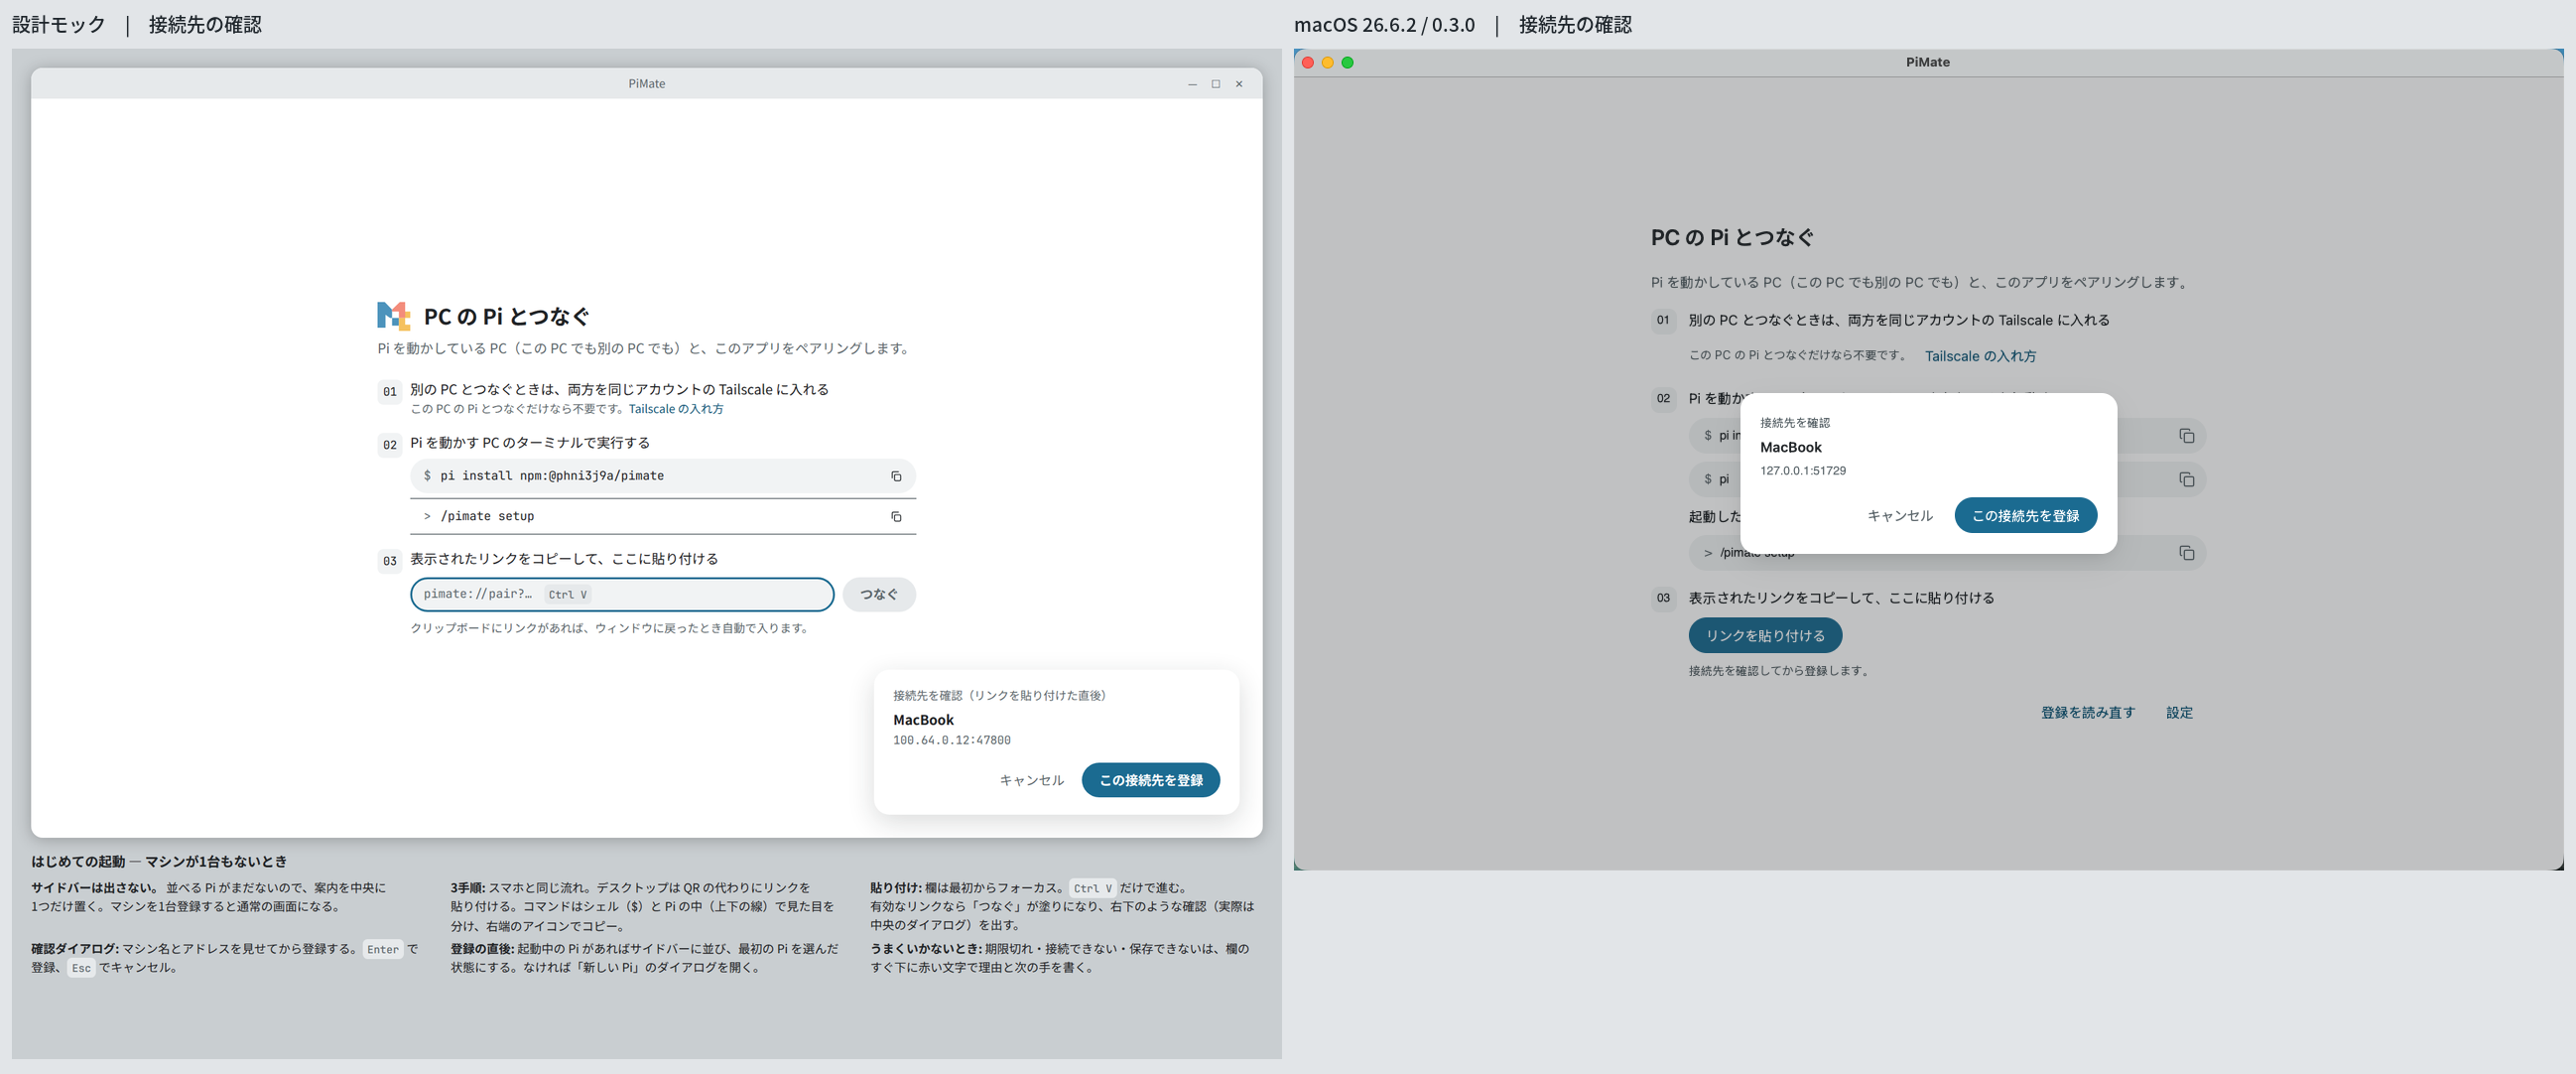 設計モック | 接続先の確認
PiMate
PC の Pi とつなぐ
Pi を動かしている PC（この PC でも別の PC でも）と、このアプリをペアリングします。
01 別の PC とつなぐときは、両方を同じアカウントの Tailscale に入れる
この PC の Pi とつなぐだけなら不要です。Tailscale の入れ方
02 Pi を動かす PC のターミナルで実行する
$ pi install npm:@phni3j9a/pimate
> /pimate setup
03 表示されたリンクをコピーして、ここに貼り付ける
pimate://pair?… Ctrl V つなぐ
クリップボードにリンクがあれば、ウィンドウに戻ったとき自動で入ります。
接続先を確認（リンクを貼り付けた直後）
MacBook
100.64.0.12:47800
キャンセル この接続先を登録
はじめての起動 — マシンが1台もないとき
サイドバーは出さない。 並べる Pi がまだないので、案内を中央に
1つだけ置く。マシンを1台登録すると通常の画面になる。
3手順: スマホと同じ流れ。デスクトップは QR の代わりにリンクを
貼り付ける。コマンドはシェル（$）と Pi の中（上下の線）で見た目を
分け、右端のアイコンでコピー。
貼り付け: 欄は最初からフォーカス。 Ctrl V だけで進む。
有効なリンクなら「つなぐ」が塗りになり、右下のような確認（実際は
中央のダイアログ）を出す。
確認ダイアログ: マシン名とアドレスを見せてから登録する。 Enter で
登録、 Esc でキャンセル。
登録の直後: 起動中の Pi があればサイドバーに並び、最初の Pi を選んだ
状態にする。なければ「新しい Pi」のダイアログを開く。
うまくいかないとき: 期限切れ・接続できない・保存できないは、欄の
すぐ下に赤い文字で理由と次の手を書く。
macOS 26.6.2 / 0.3.0 | 接続先の確認
PiMate
PC の Pi とつなぐ
Pi を動かしている PC（この PC でも別の PC でも）と、このアプリをペアリングします。
01 別の PC とつなぐときは、両方を同じアカウントの Tailscale に入れる
この PC の Pi とつなぐだけなら不要です。 Tailscale の入れ方
02 Pi を動か
$ pi in
$ pi
起動した
> /pimate setup
接続先を確認
MacBook
127.0.0.1:51729
キャンセル この接続先を登録
03 表示されたリンクをコピーして、ここに貼り付ける
リンクを貼り付ける
接続先を確認してから登録します。
登録を読み直す 設定